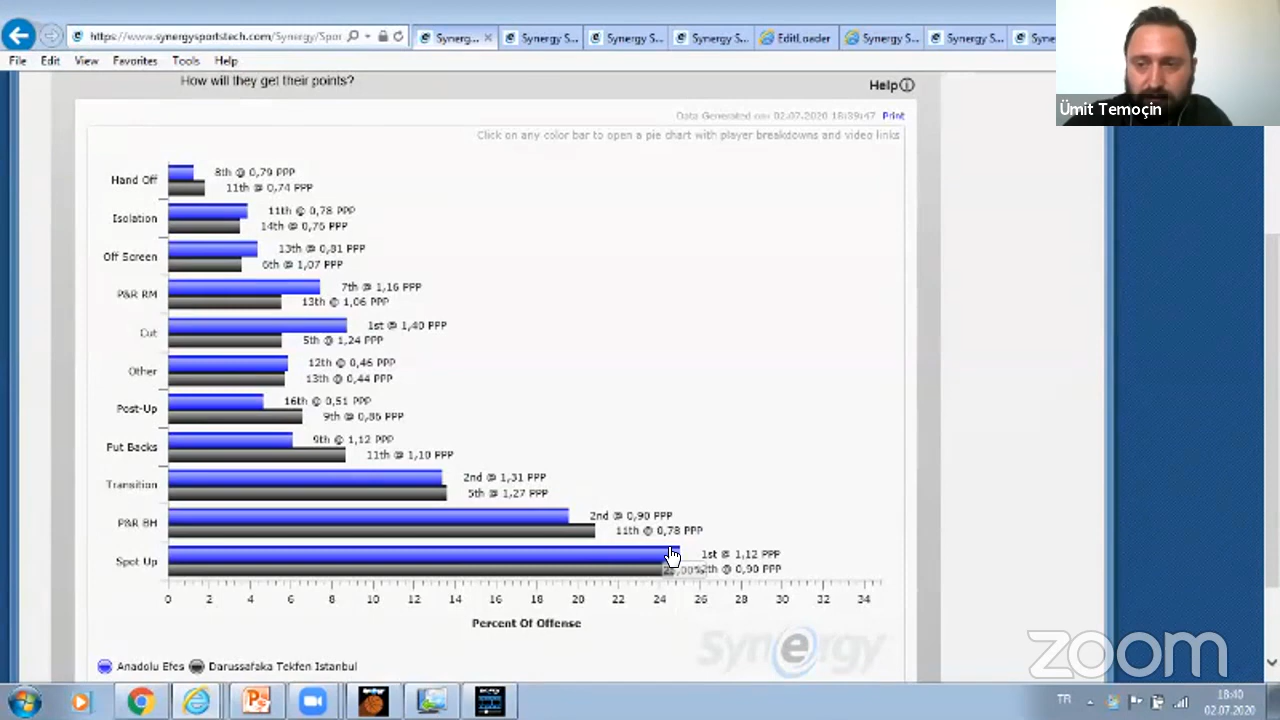 https://www.synergysportstech.com/Synergy/Spor
Synerg...
Synergy S...
Synergy S...
Synergy S...
EditLoader
Synergy S...
Synergy S...
Syne
File Edit View Favorites Tools Help
Ümit Temoçin
How will they get their points?
Help
Data Generated on: 02.07.2020 18:39:47 Print
Click on any color bar to open a pie chart with player breakdowns and video links
Hand Off
8th @ 0,79 PPP
11th @ 0,74 PPP
Isolation
11th @ 0,78 PPP
14th @ 0,76 PPP
Off Screen
13th @ 0,81 PPP
6th @ 1,07 PPP
P&R RM
7th @ 1,16 PPP
13th @ 1,06 PPP
Cut
1st @ 1,40 PPP
5th @ 1,24 PPP
Other
12th @ 0,46 PPP
13th @ 0,44 PPP
Post-Up
16th @ 0,51 PPP
9th @ 0,86 PPP
Put Backs
9th @ 1,12 PPP
11th @ 1,10 PPP
Transition
2nd @ 1,31 PPP
5th @ 1,27 PPP
P&R BH
2nd @ 0,90 PPP
11th @ 0,78 PPP
Spot Up
1st @ 1,12 PPP
@ 0,90 PPP
0 2 4 6 8 10 12 14 16 18 20 22 24 26 28 30 32 34
Percent Of Offense
Synergy
Anadolu Efes Darussafaka Tekfen Istanbul
zoom
TR
18:40
02.07.2020